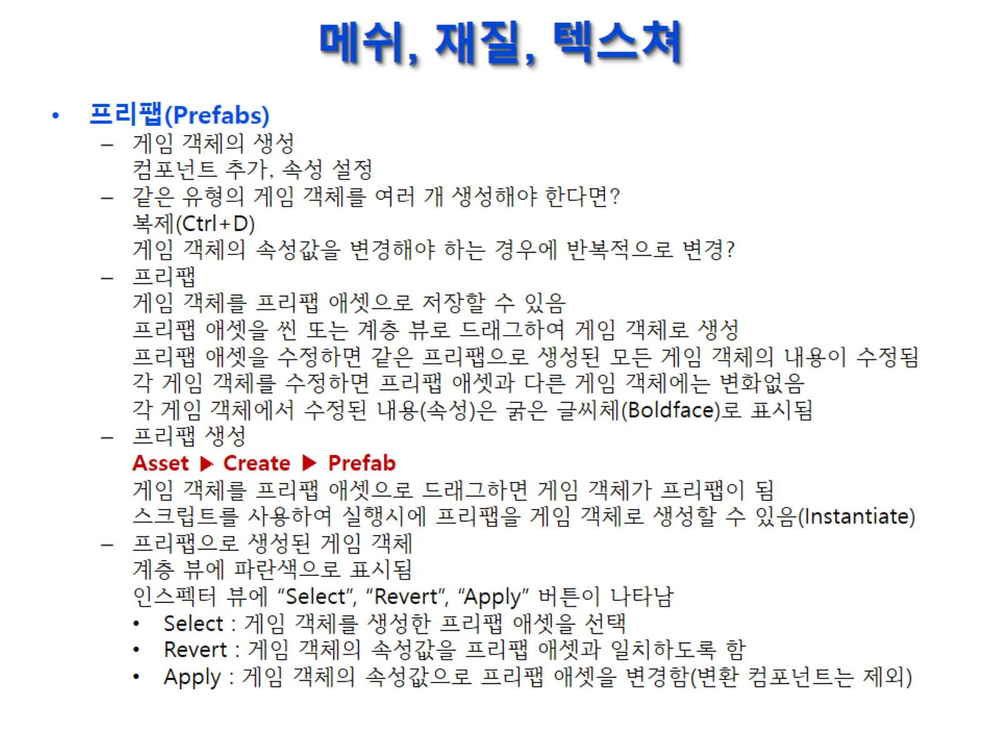 메쉬, 재질, 텍스쳐
• 프리팹(Prefabs)
– 게임 객체의 생성
컴포넌트 추가, 속성 설정
– 같은 유형의 게임 객체를 여러 개 생성해야 한다면?
복제(Ctrl+D)
게임 객체의 속성값을 변경해야 하는 경우에 반복적으로 변경?
– 프리팹
게임 객체를 프리팹 애셋으로 저장할 수 있음
프리팹 애셋을 씬 또는 계층 뷰로 드래그하여 게임 객체로 생성
프리팹 애셋을 수정하면 같은 프리팹으로 생성된 모든 게임 객체의 내용이 수정됨
각 게임 객체를 수정하면 프리팹 애셋과 다른 게임 객체에는 변화없음
각 게임 객체에서 수정된 내용(속성)은 굵은 글씨체(Boldface)로 표시됨
– 프리팹 생성
Asset ▶ Create ▶ Prefab
게임 객체를 프리팹 애셋으로 드래그하면 게임 객체가 프리팹이 됨
스크립트를 사용하여 실행시에 프리팹을 게임 객체로 생성할 수 있음(Instantiate)
– 프리팹으로 생성된 게임 객체
계층 뷰에 파란색으로 표시됨
인스펙터 뷰에 “Select”, “Revert”, “Apply” 버튼이 나타남
• Select : 게임 객체를 생성한 프리팹 애셋을 선택
• Revert : 게임 객체의 속성값을 프리팹 애셋과 일치하도록 함
• Apply : 게임 객체의 속성값으로 프리팹 애셋을 변경함(변환 컴포넌트는 제외)